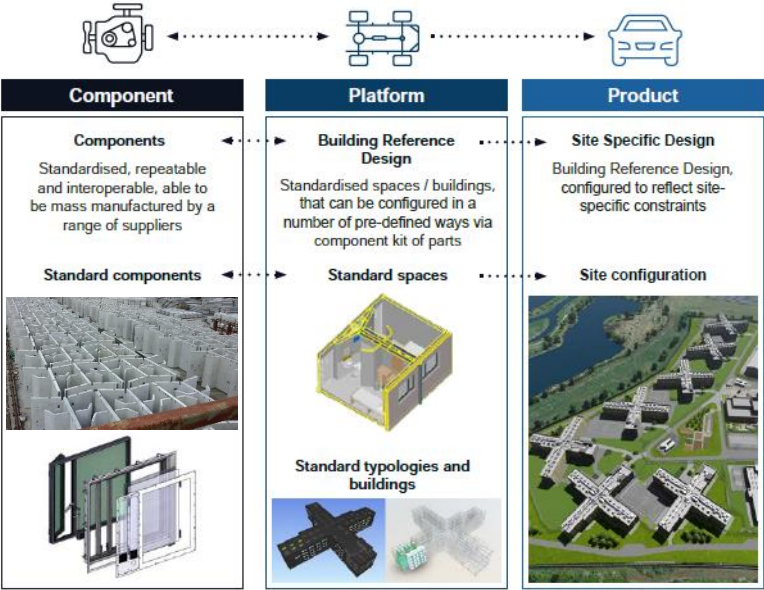 Component
Platform
Product
Components
Standardised, repeatable
and interoperable, able to
be mass manufactured by a
range of suppliers
Standard components
Building Reference
Design
Standardised spaces / buildings,
that can be configured in a
number of pre-defined ways via
component kit of parts
Standard spaces
Standard typologies and
buildings
Site Specific Design
Building Reference Design,
configured to reflect site-
specific constraints
Site configuration